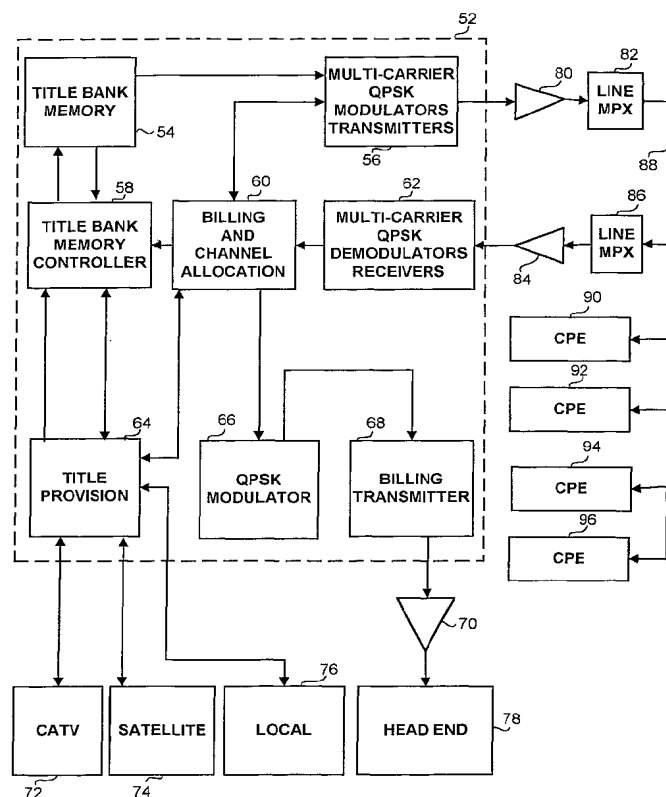 52
TITLE BANK
MEMORY
54
MULTI-CARRIER
QPSK
MODULATORS
TRANSMITTERS
56
80
82
LINE
MPX
88
58
TITLE BANK
MEMORY
CONTROLLER
60
BILLING
AND
CHANNEL
ALLOCATION
62
MULTI-CARRIER
QPSK
DEMODULATORS
RECEIVERS
84
86
LINE
MPX
90
CPE
92
CPE
94
CPE
96
CPE
64
TITLE
PROVISION
66
QPSK
MODULATOR
68
BILLING
TRANSMITTER
70
CATV
72
SATELLITE
74
76
LOCAL
HEAD END
78